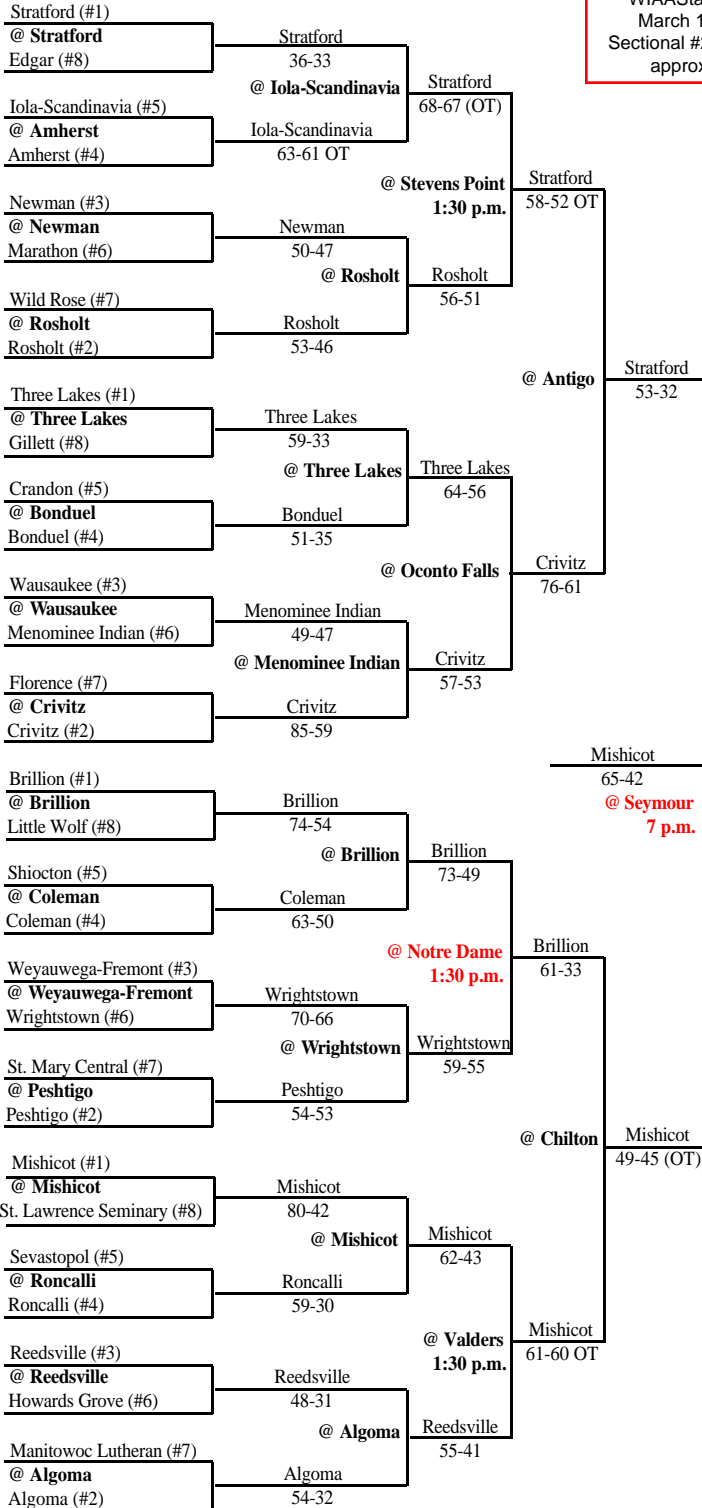 WIAASta
March 1
Sectional #2
approx
Stratford (#1)
@ Stratford
Edgar (#8)
Stratford
36-33
@ Iola-Scandinavia
Stratford
68-67 (OT)
Iola-Scandinavia (#5)
@ Amherst
Amherst (#4)
Iola-Scandinavia
63-61 OT
@ Stevens Point
1:30 p.m.
Stratford
58-52 OT
Newman (#3)
@ Newman
Marathon (#6)
Newman
50-47
@ Rosholt
Rosholt
56-51
Wild Rose (#7)
@ Rosholt
Rosholt (#2)
Rosholt
53-46
@ Antigo
Stratford
53-32
Three Lakes (#1)
@ Three Lakes
Gillett (#8)
Three Lakes
59-33
@ Three Lakes
Three Lakes
64-56
Crandon (#5)
@ Bonduel
Bonduel (#4)
Bonduel
51-35
@ Oconto Falls
Crivitz
76-61
Wausaukee (#3)
@ Wausaukee
Menominee Indian (#6)
Menominee Indian
49-47
@ Menominee Indian
Crivitz
57-53
Florence (#7)
@ Crivitz
Crivitz (#2)
Crivitz
85-59
Mishicot
65-42
@ Seymour
7 p.m.
Brillion (#1)
@ Brillion
Little Wolf (#8)
Brillion
74-54
@ Brillion
Brillion
73-49
Shiocton (#5)
@ Coleman
Coleman (#4)
Coleman
63-50
@ Notre Dame
1:30 p.m.
Brillion
61-33
Weyauwega-Fremont (#3)
@ Weyauwega-Fremont
Wrightstown (#6)
Wrightstown
70-66
@ Wrightstown
Wrightstown
59-55
St. Mary Central (#7)
@ Peshtigo
Peshtigo (#2)
Peshtigo
54-53
@ Chilton
Mishicot
49-45 (OT)
Mishicot (#1)
@ Mishicot
St. Lawrence Seminary (#8)
Mishicot
80-42
@ Mishicot
Mishicot
62-43
Sevastopol (#5)
@ Roncalli
Roncalli (#4)
Roncalli
59-30
@ Valders
1:30 p.m.
Mishicot
61-60 OT
Reedsville (#3)
@ Reedsville
Howards Grove (#6)
Reedsville
48-31
@ Algoma
Reedsville
55-41
Manitowoc Lutheran (#7)
@ Algoma
Algoma (#2)
Algoma
54-32